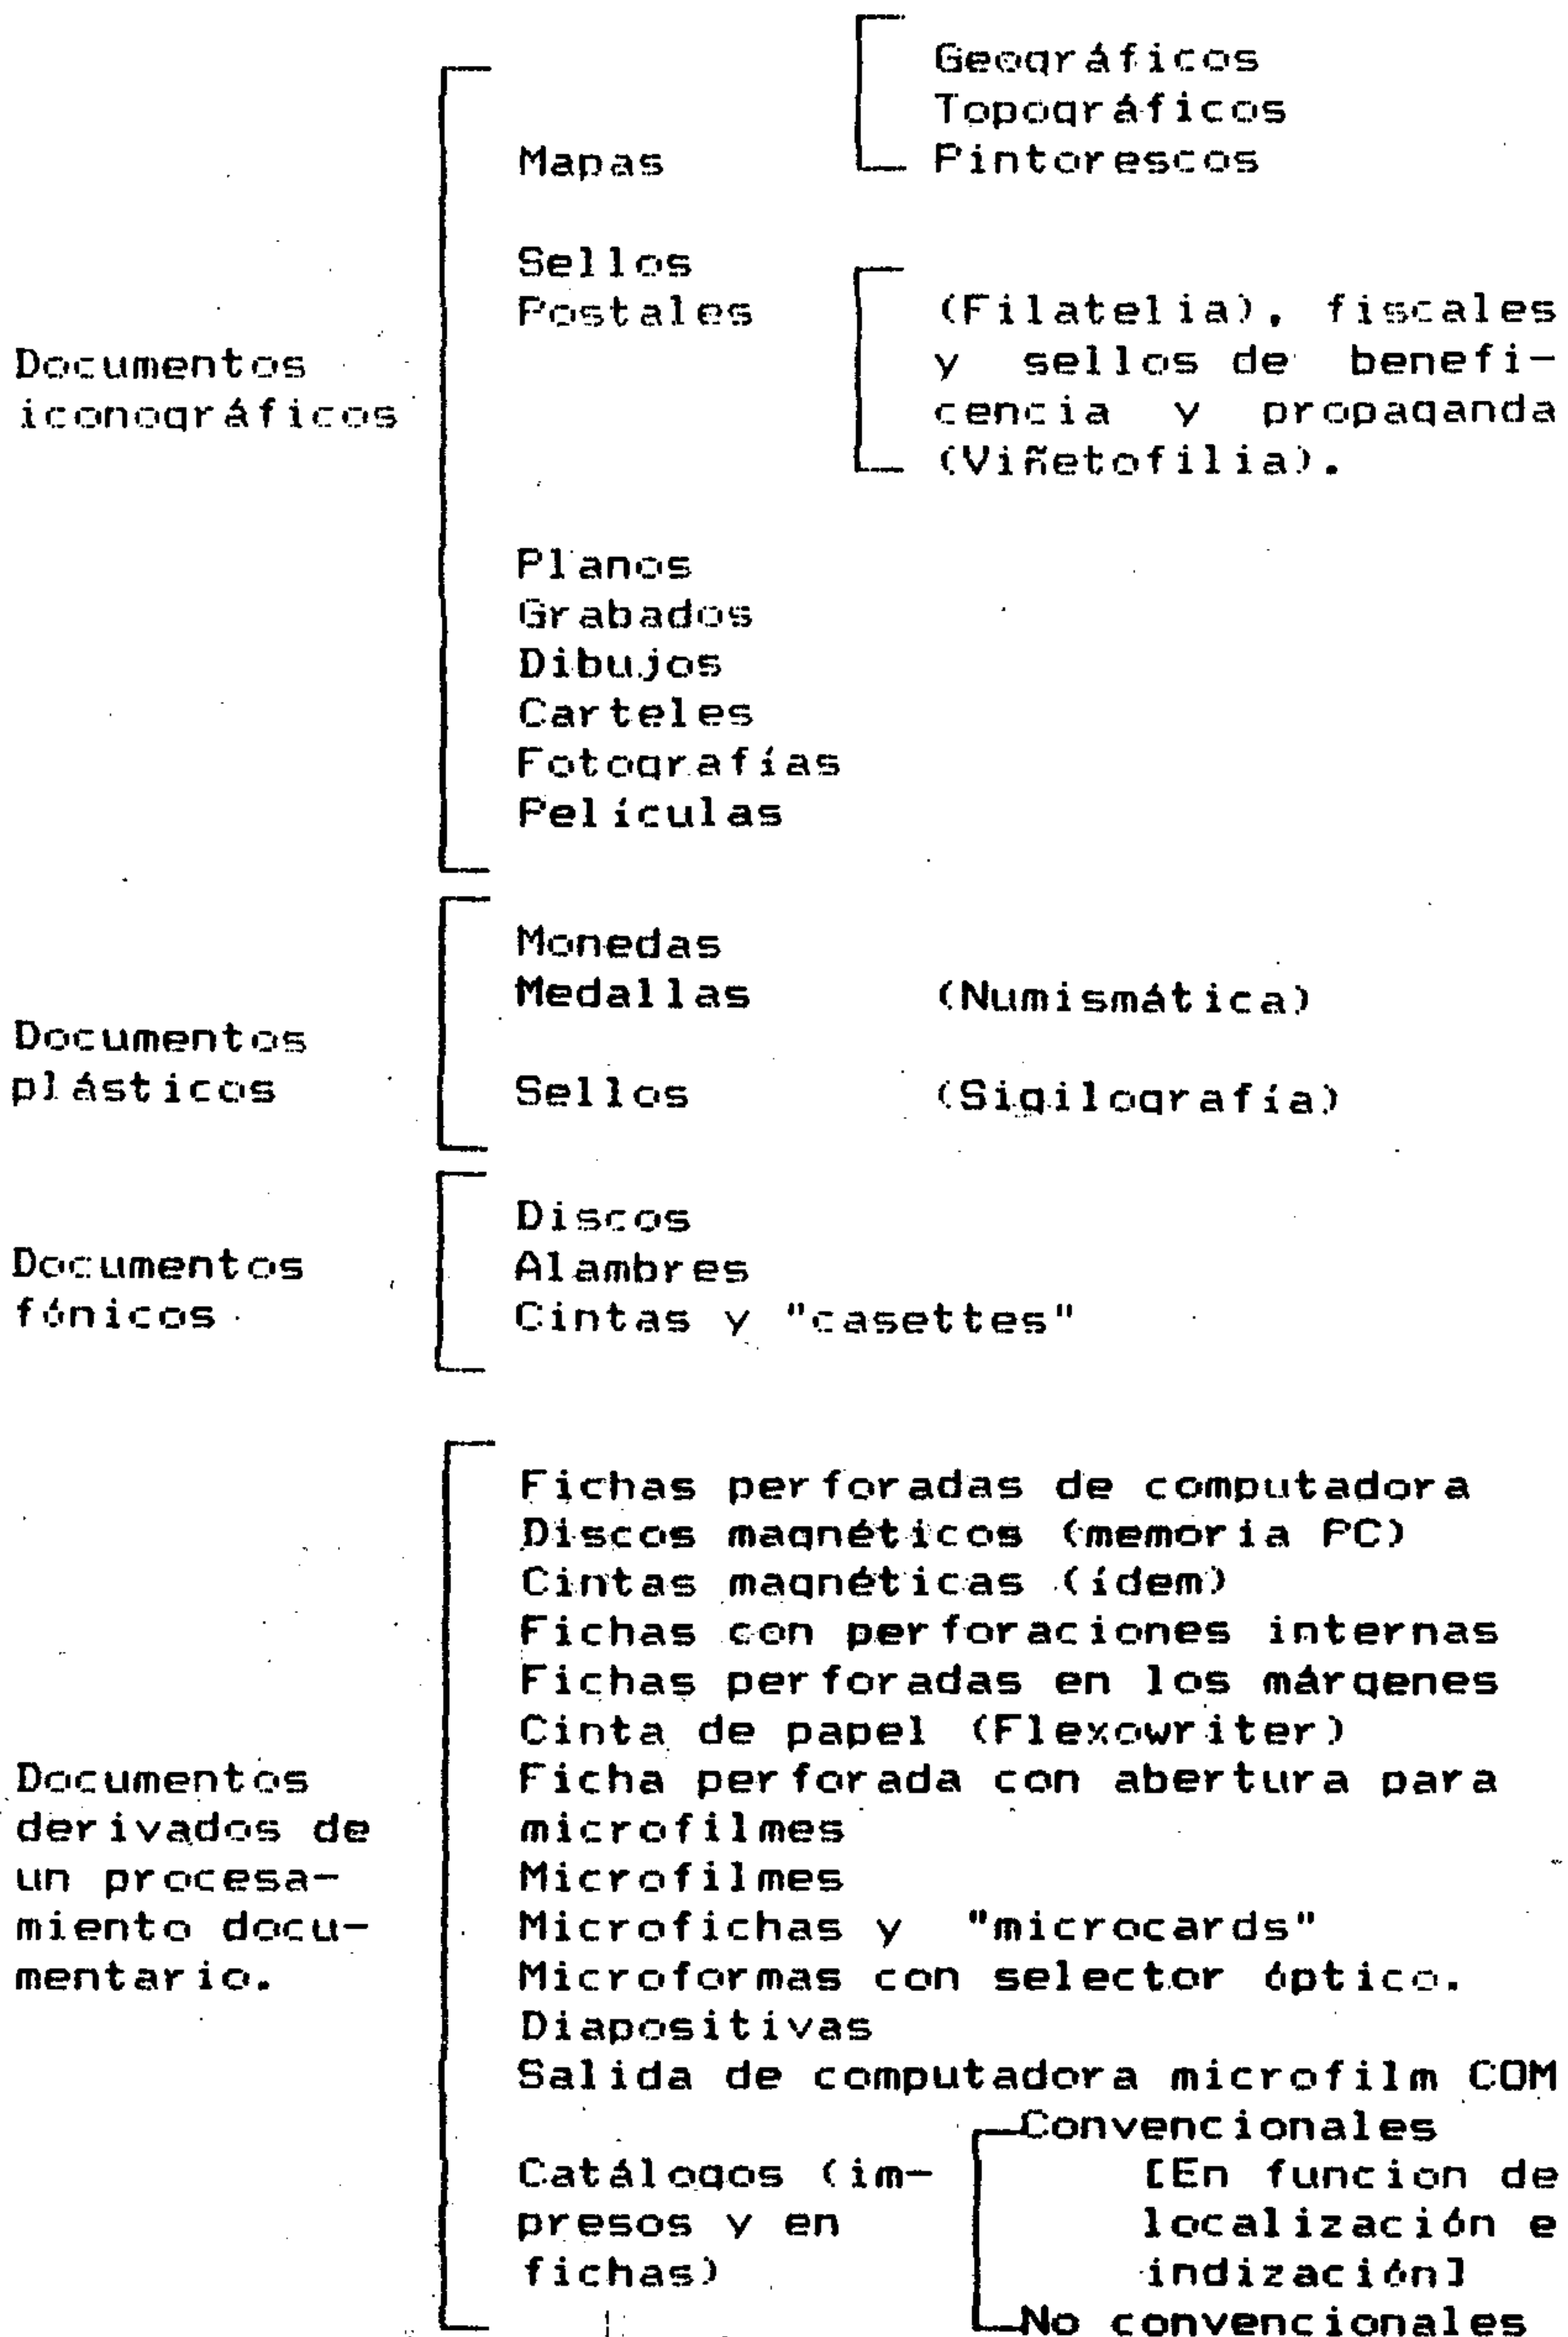 Geográficos
Topográficos
Mapas Pintorescos
Sellos
Postales (Filatelia), fiscales
y sellos de benefi-
cencia y propaganda
(Viñetofilia).
Documentos
iconográficos
Planos
Grabados
Dibujos
Carteles
Fotografías
Películas
Monedas
Medallas (Numismática)
Documentos
plásticos
Sellos (Sigilografía)
Discos
Alambres
Cintas y "casettes"
Documentos
fónicos
Fichas perforadas de computadora
Discos magnéticos (memoria PC)
Cintas magnéticas (ídem)
Fichas con perforaciones internas
Fichas perforadas en los márgenes
Cinta de papel (Flexowriter)
Ficha perforada con abertura para
microfilmes
Microfilmes
Microfichas y "microcards"
Microformas con selector óptico.
Diapositivas
Salida de computadora microfilm COM
Documentos
derivados de
un procesa-
miento docu-
mentario.
Catálogos (im-
presos y en
fichas)
Convencionales
[En funcion de
localización e
indización]
No convencionales